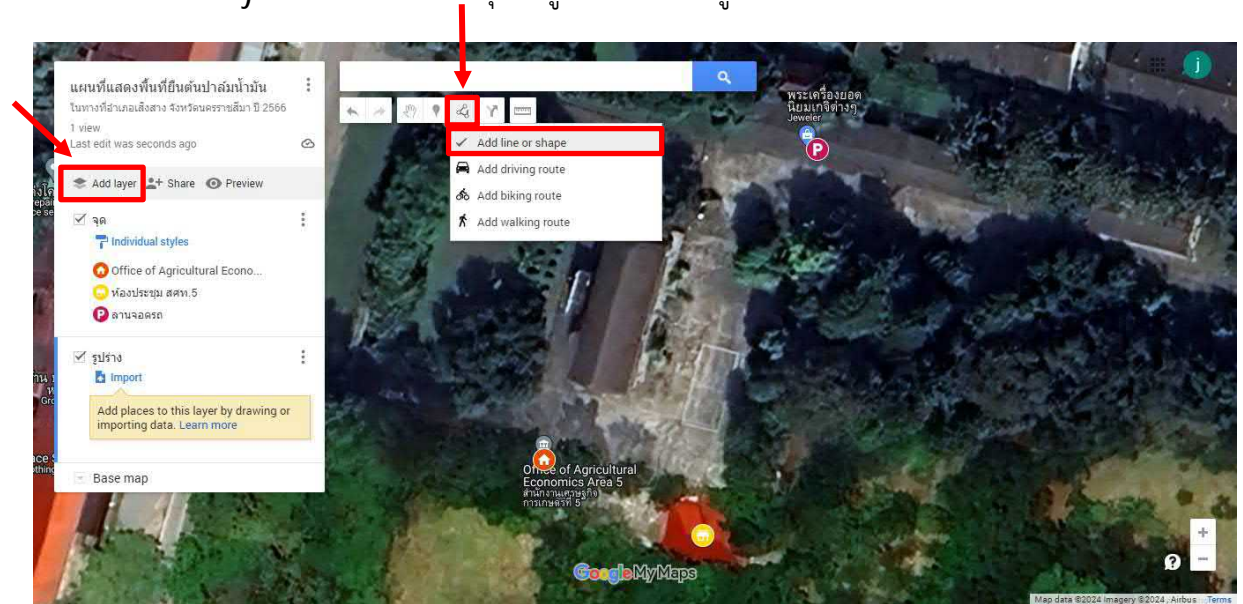 แผนที่แสดงพื้นที่ยืนต้นปาล์มน้ำมัน
ในทางที่อำเภอเสิงสาง จังหวัดนครราชสีมา ปี 2566
1 view
Last edit was seconds ago
Add layer
Share
Preview
จุด
Individual styles
Office of Agricultural Econo...
ห้องประชุม สศท.5
ลานจอดรถ
รูปร่าง
Import
Add places to this layer by drawing or
importing data. Learn more
Base map
Add line or shape
Add driving route
Add biking route
Add walking route
j
พระเครื่องยอด
นิยมเกจิต่างๆ
Jeweler
P
Office of Agricultural
Economics Area 5
สำนักงานเศรษฐกิจ
การเกษตรที่ 5
Google My Maps
Map data ©2024 Imagery ©2024 , Airbus
Terms